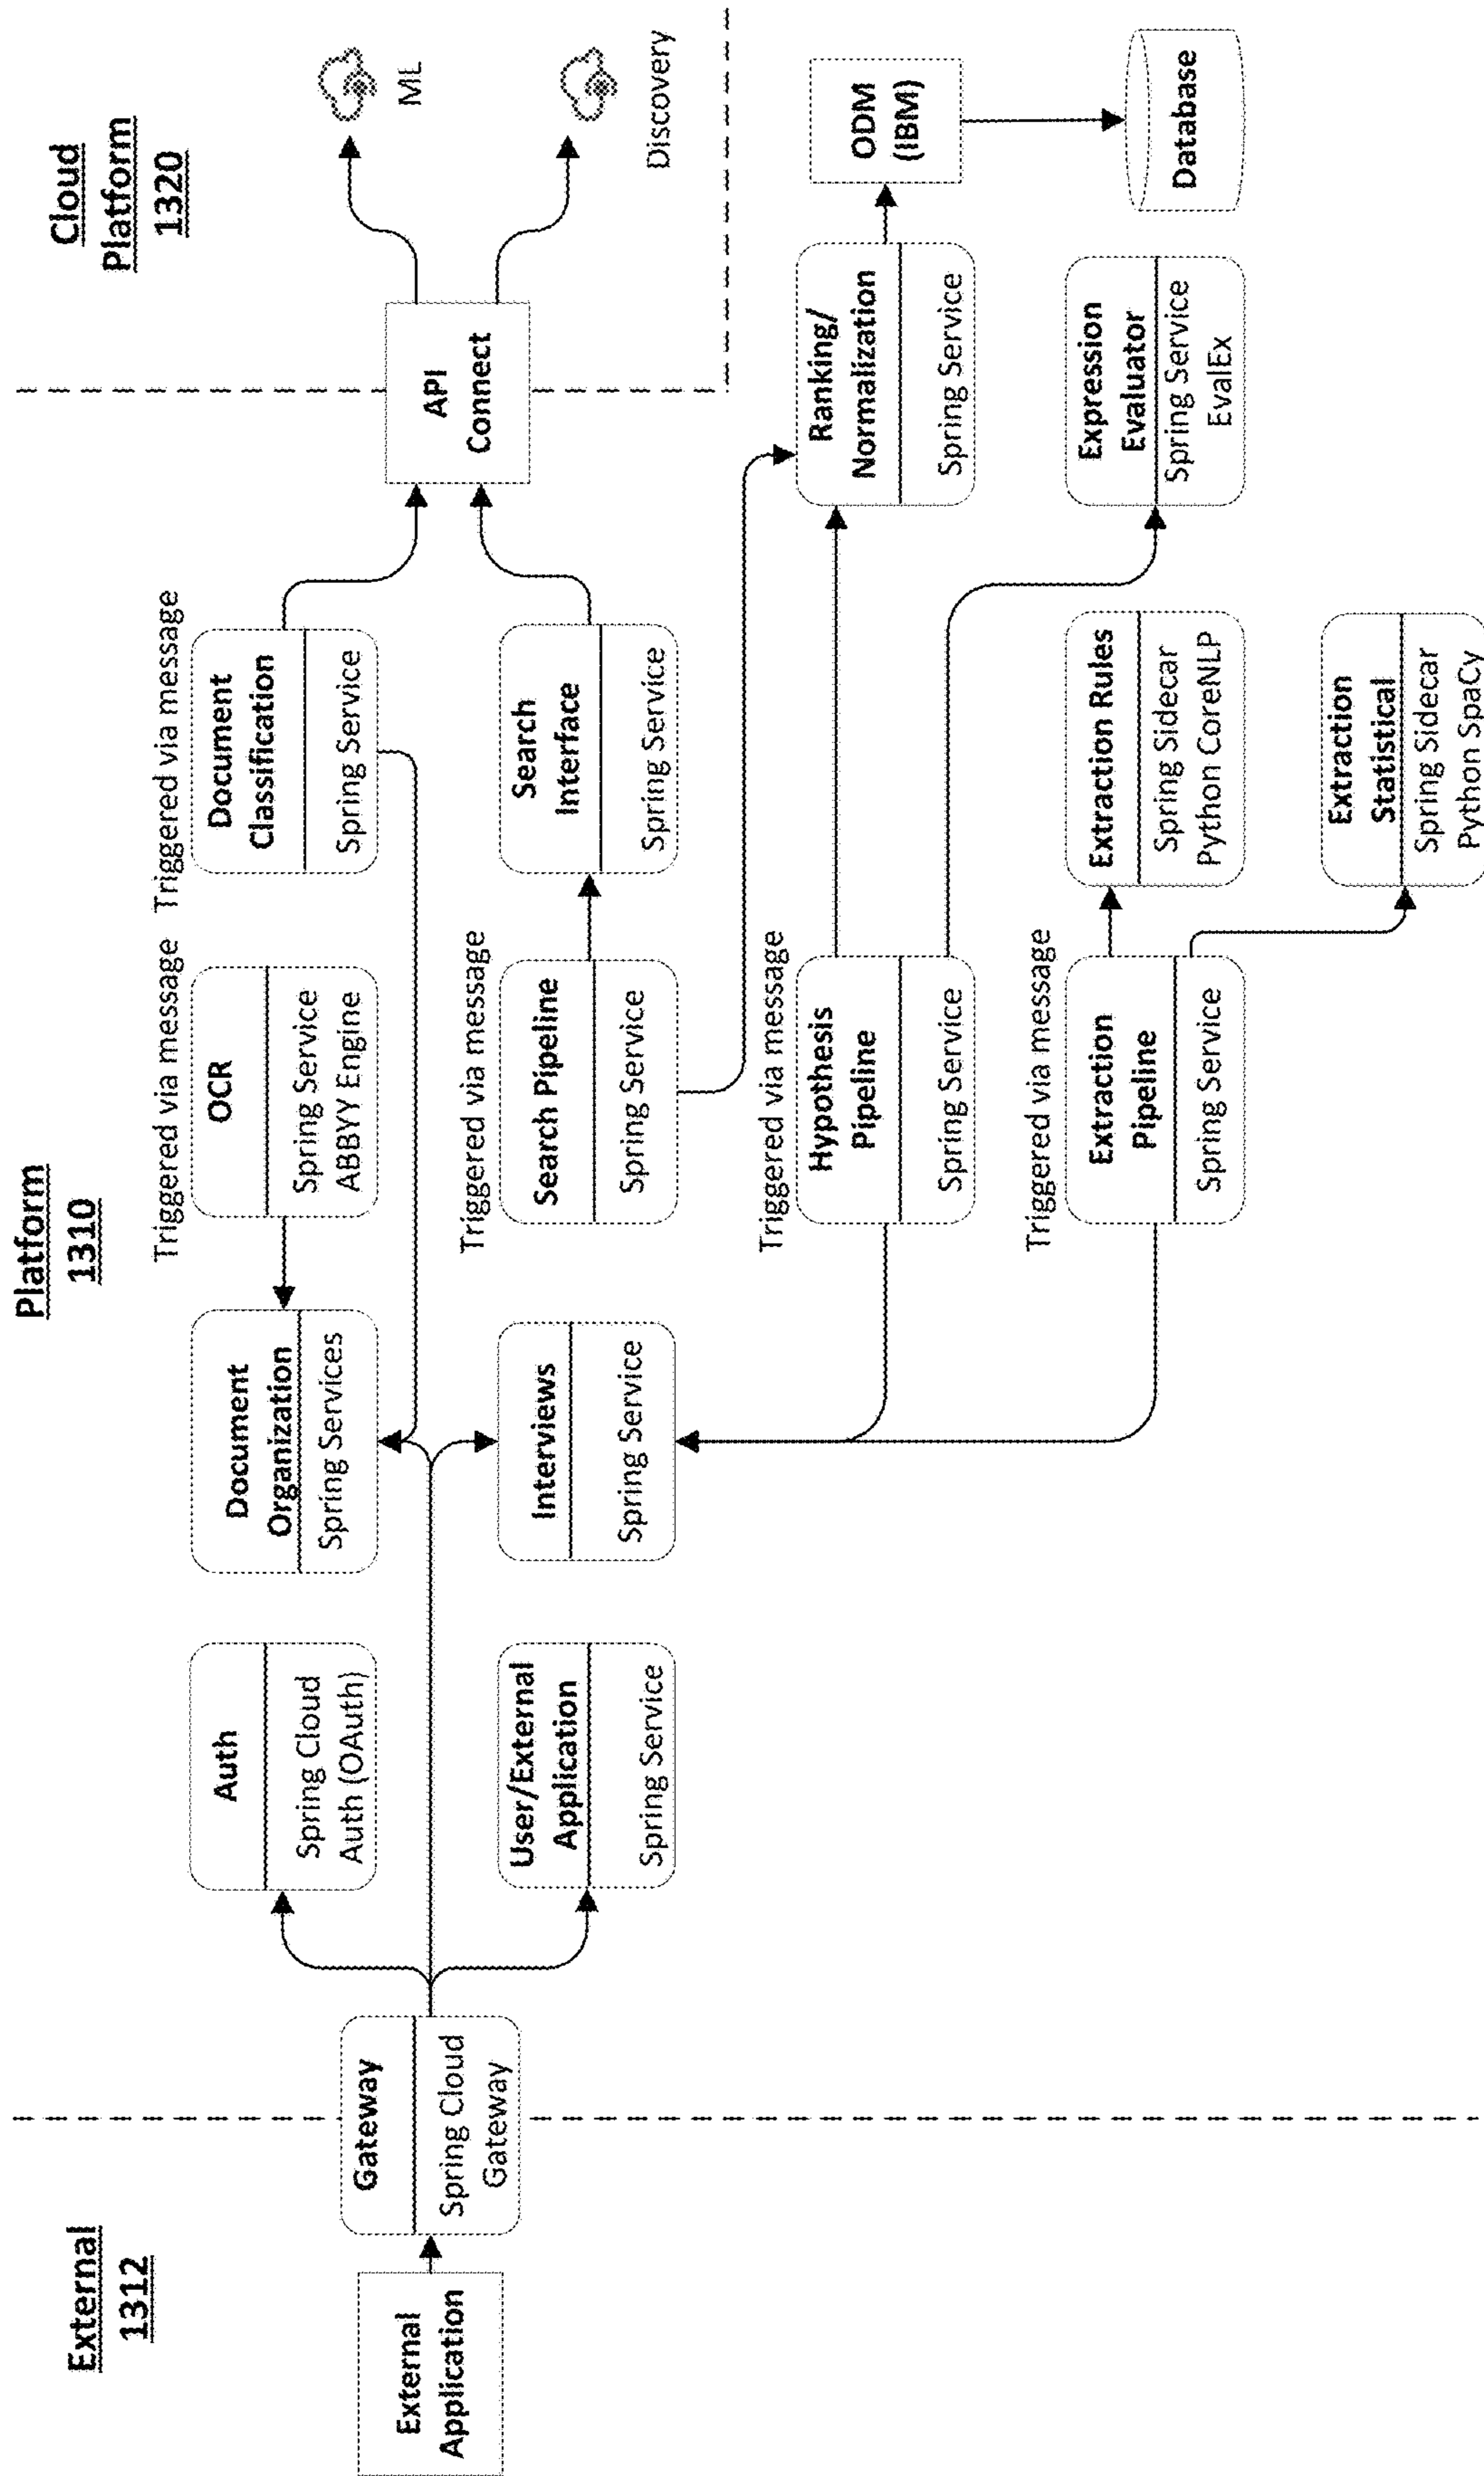 External
1312
Platform
1310
Cloud
Platform
1320
External
Application
Gateway
Spring Cloud
Gateway
Auth
Spring Cloud
Auth (OAuth)
User/External
Application
Spring Service
Document
Organization
Spring Services
Interviews
Spring Service
Triggered via message
OCR
Spring Service
ABBYY Engine
Triggered via message
Document
Classification
Spring Service
Triggered via message
Search Pipeline
Spring Service
Search
Interface
Spring Service
API
Connect
ML
Discovery
Triggered via message
Hypothesis
Pipeline
Spring Service
Ranking/
Normalization
Spring Service
ODM
(IBM)
Database
Expression
Evaluator
Spring Service
EvalEx
Triggered via message
Extraction
Pipeline
Spring Service
Extraction Rules
Spring Sidecar
Python CoreNLP
Extraction
Statistical
Spring Sidecar
Python SpaCy